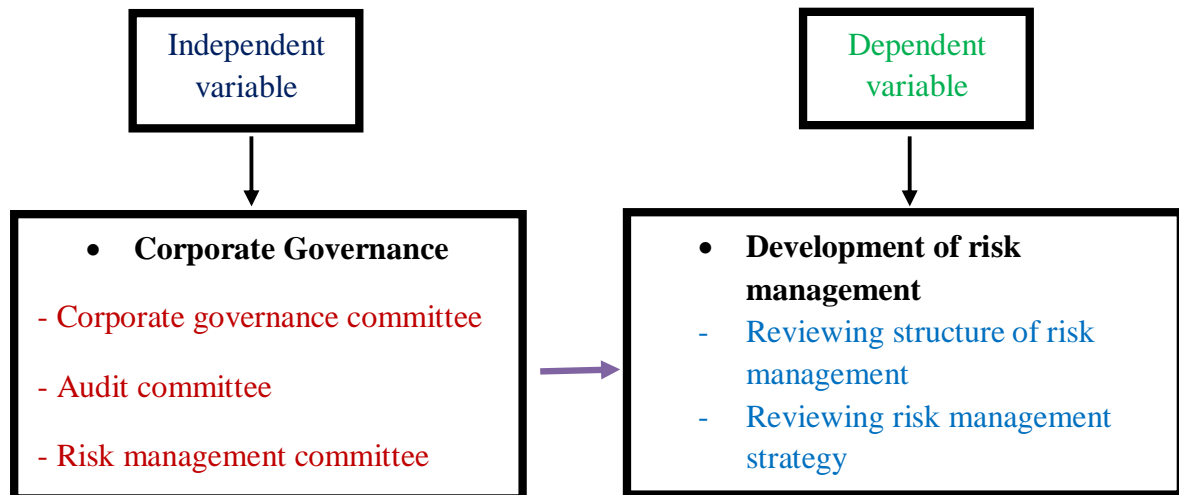 Independent
variable
Dependent
variable
• Corporate Governance
- Corporate governance committee
- Audit committee
- Risk management committee
• Development of risk
management
- Reviewing structure of risk
management
- Reviewing risk management
strategy